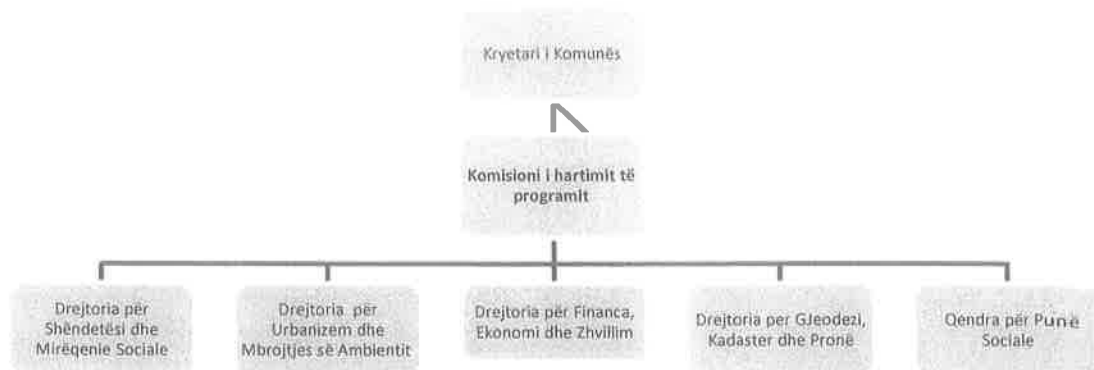 Kryetari i Komunës
Komisioni i hartimit të
programit
Drejtoria për
Shëndetësi dhe
Mirëqenie Sociale
Drejtoria për
Urbanizem dhe
Mbrojtjes së Ambientit
Drejtoria për Financa,
Ekonomi dhe Zhvillim
Drejtoria per GJeodezi,
Kadaster dhe Pronë
Qendra për Punë
Sociale